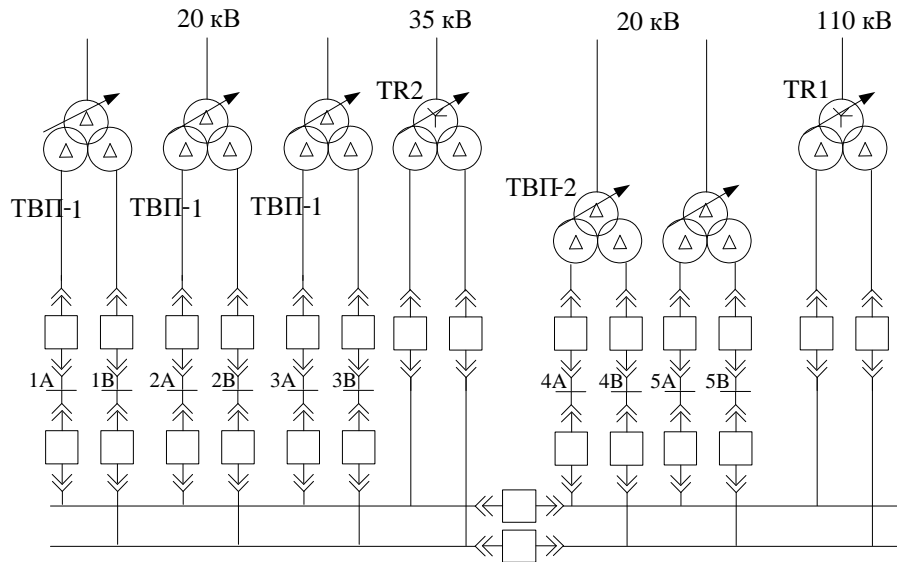 20 кВ 35 кВ 20 кВ 110 кВ
TR2 TR1
ТВП-1 ТВП-1 ТВП-1 ТВП-2
1А 1В 2А 2В 3А 3В 4А 4В 5А 5В